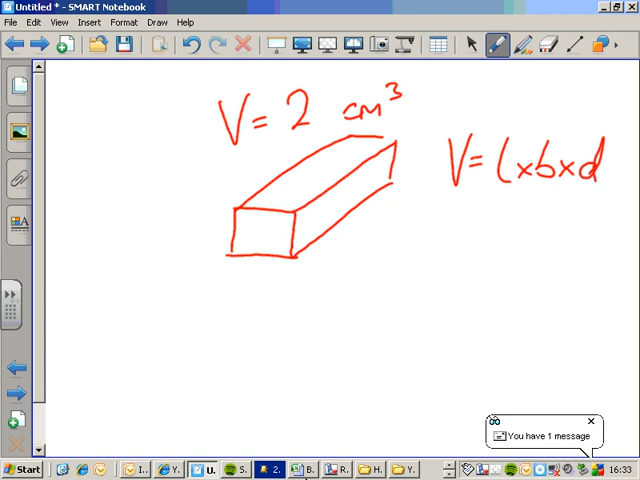 Untitled * - SMART Notebook
File Edit View Insert Format Draw Help
V = 2 cm³
V = l x b x d
You have 1 message
Start
I...
Y...
U.
S.
2.
B.
R.
H...
Y...
16:33